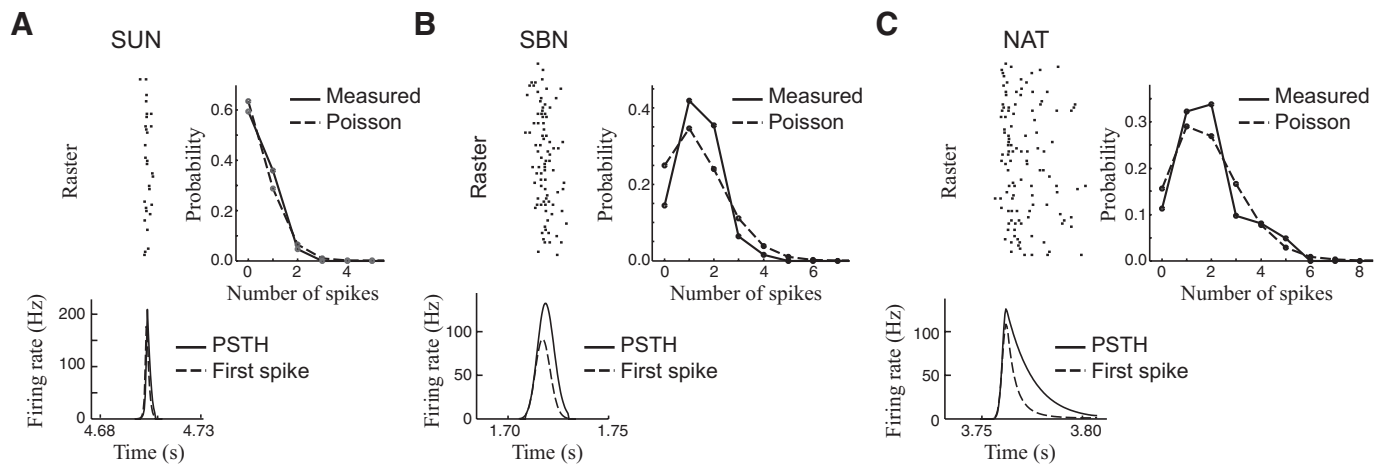 A
SUN
Raster
Probability
0.6
0.4
0.2
0.0
0 2 4
Number of spikes
Measured
Poisson
Firing rate (Hz)
200
100
0
4.68 4.73
Time (s)
PSTH
First spike
B
SBN
Raster
Probability
0.4
0.2
0.0
0 2 4 6
Number of spikes
Measured
Poisson
Firing rate (Hz)
100
50
0
1.70 1.75
Time (s)
PSTH
First spike
C
NAT
Raster
Probability
0.3
0.2
0.1
0.0
0 2 4 6 8
Number of spikes
Measured
Poisson
Firing rate (Hz)
100
50
0
3.75 3.80
Time (s)
PSTH
First spike